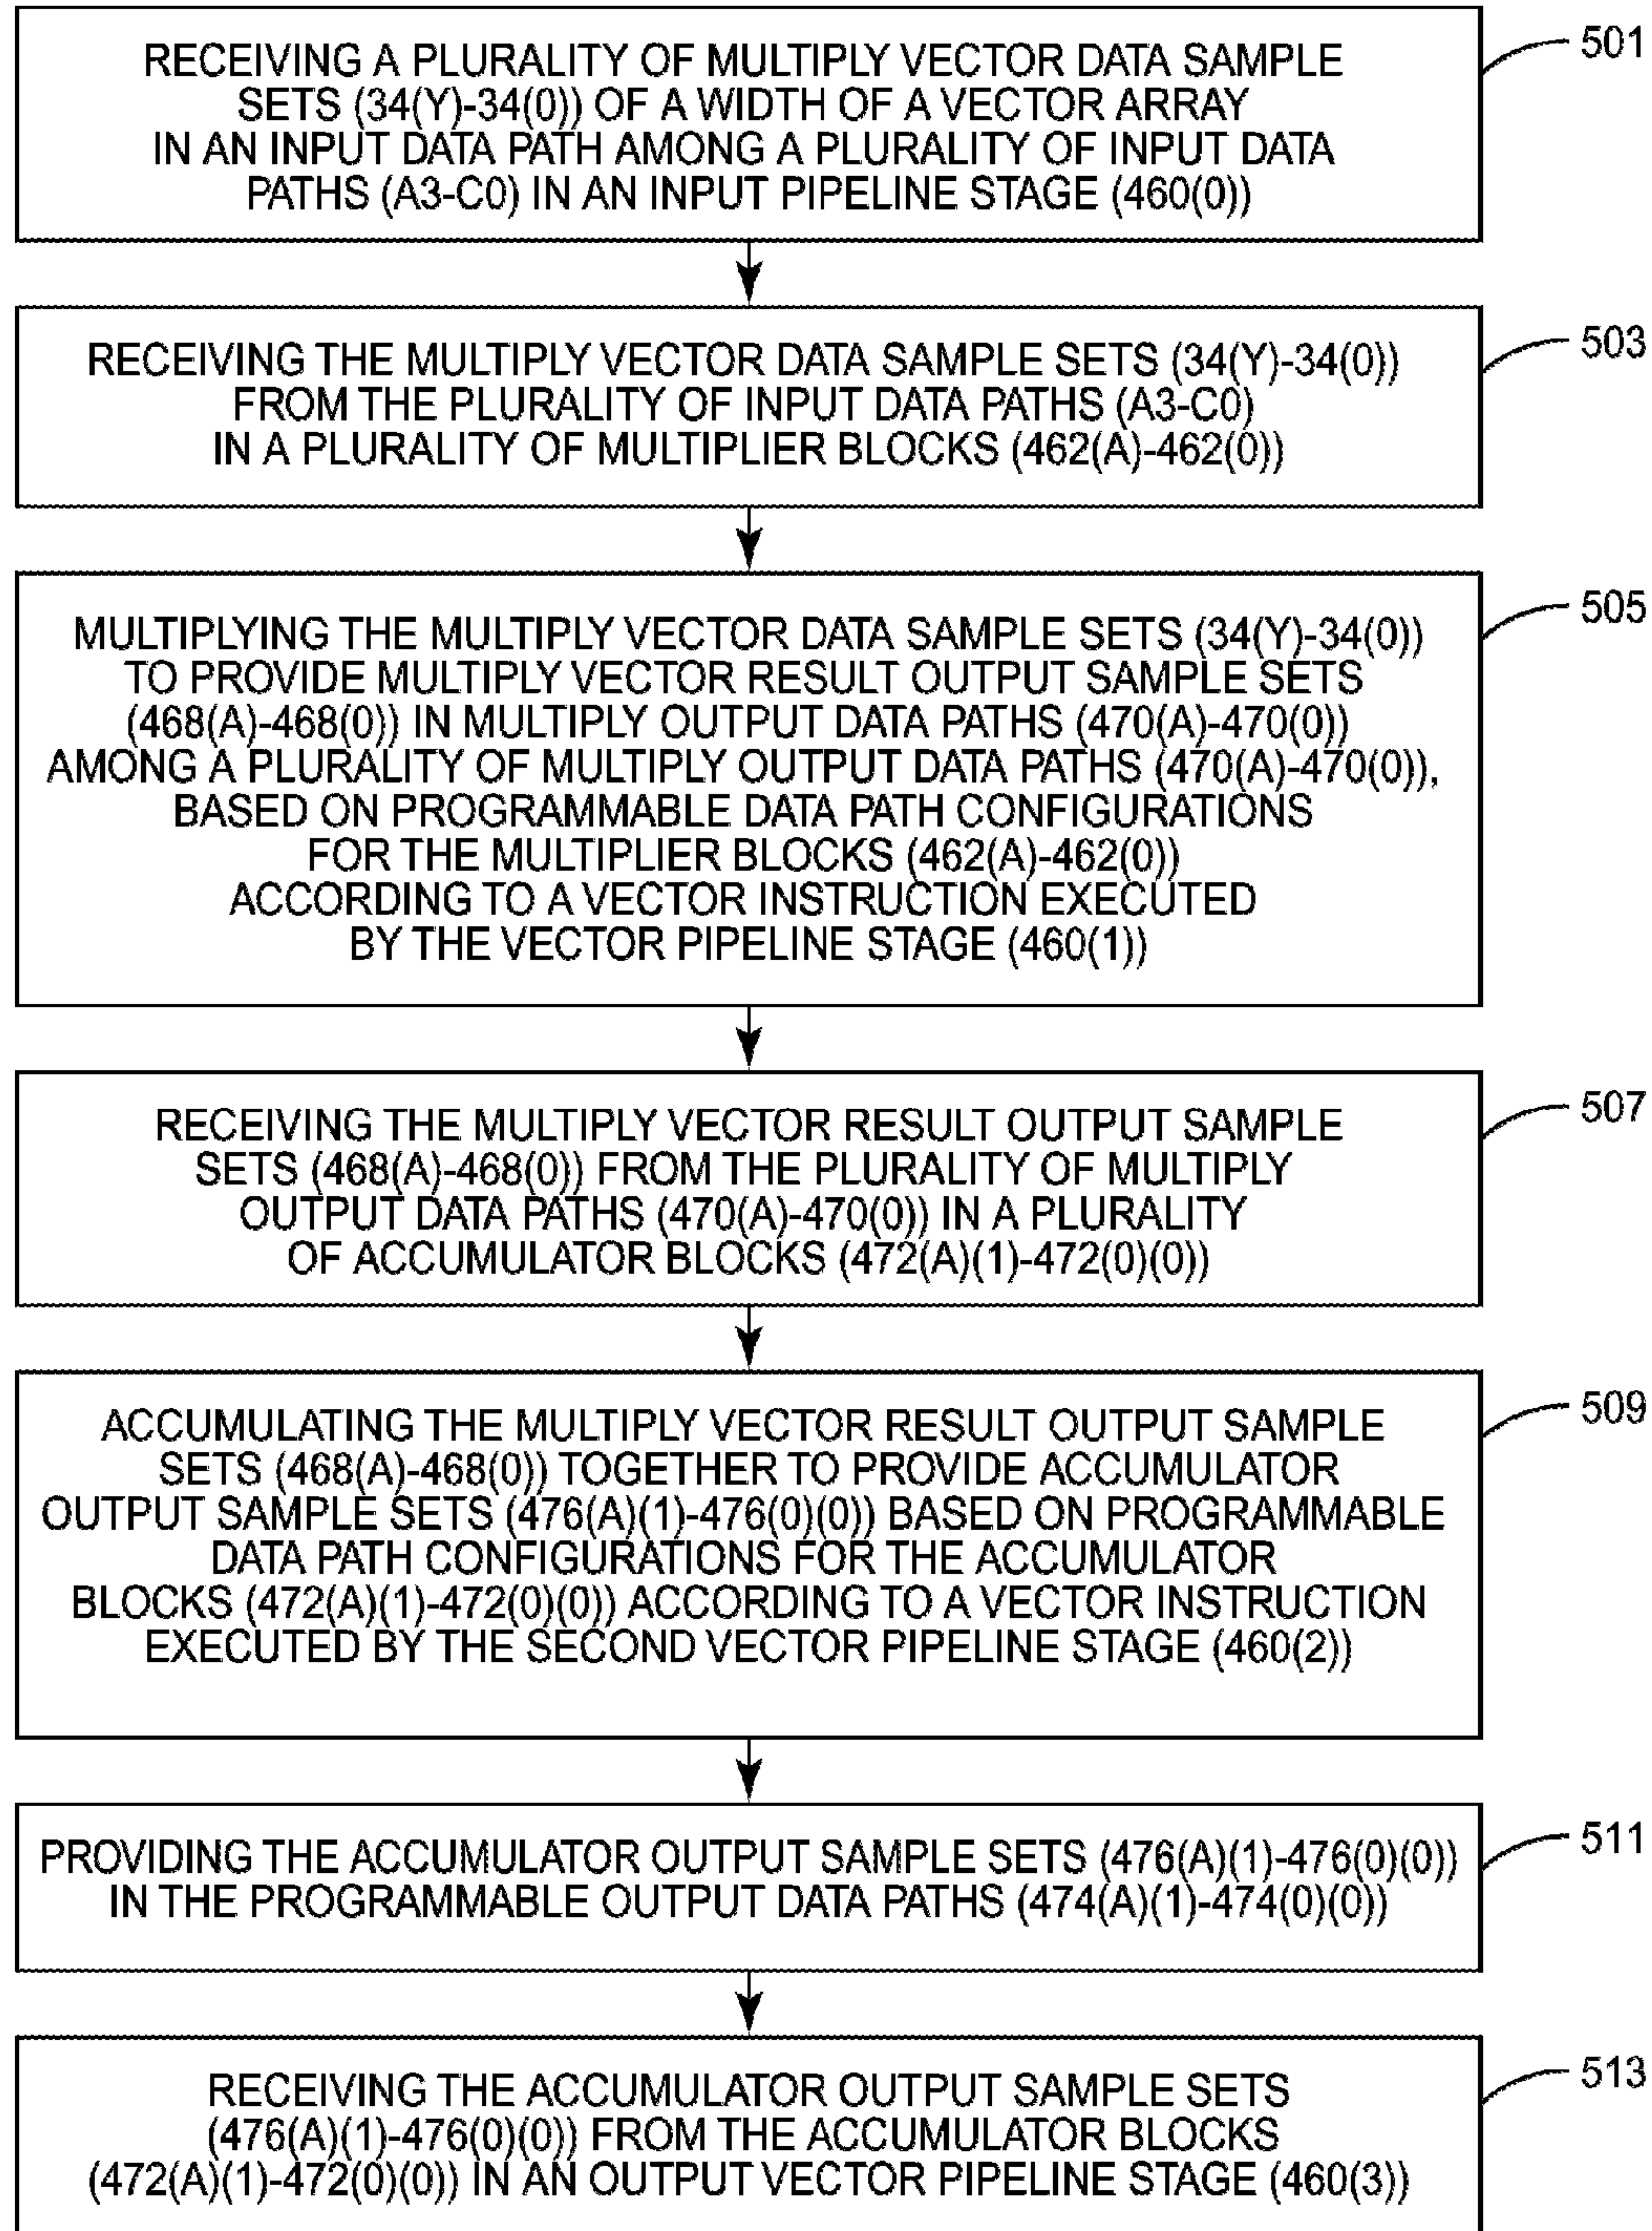 RECEIVING A PLURALITY OF MULTIPLY VECTOR DATA SAMPLE
SETS (34(Y)-34(0)) OF A WIDTH OF A VECTOR ARRAY
IN AN INPUT DATA PATH AMONG A PLURALITY OF INPUT DATA
PATHS (A3-C0) IN AN INPUT PIPELINE STAGE (460(0))
501
RECEIVING THE MULTIPLY VECTOR DATA SAMPLE SETS (34(Y)-34(0))
FROM THE PLURALITY OF INPUT DATA PATHS (A3-C0)
IN A PLURALITY OF MULTIPLIER BLOCKS (462(A)-462(0))
503
MULTIPLYING THE MULTIPLY VECTOR DATA SAMPLE SETS (34(Y)-34(0))
TO PROVIDE MULTIPLY VECTOR RESULT OUTPUT SAMPLE SETS
(468(A)-468(0)) IN MULTIPLY OUTPUT DATA PATHS (470(A)-470(0))
AMONG A PLURALITY OF MULTIPLY OUTPUT DATA PATHS (470(A)-470(0)),
BASED ON PROGRAMMABLE DATA PATH CONFIGURATIONS
FOR THE MULTIPLIER BLOCKS (462(A)-462(0))
ACCORDING TO A VECTOR INSTRUCTION EXECUTED
BY THE VECTOR PIPELINE STAGE (460(1))
505
RECEIVING THE MULTIPLY VECTOR RESULT OUTPUT SAMPLE
SETS (468(A)-468(0)) FROM THE PLURALITY OF MULTIPLY
OUTPUT DATA PATHS (470(A)-470(0)) IN A PLURALITY
OF ACCUMULATOR BLOCKS (472(A)(1)-472(0)(0))
507
ACCUMULATING THE MULTIPLY VECTOR RESULT OUTPUT SAMPLE
SETS (468(A)-468(0)) TOGETHER TO PROVIDE ACCUMULATOR
OUTPUT SAMPLE SETS (476(A)(1)-476(0)(0)) BASED ON PROGRAMMABLE
DATA PATH CONFIGURATIONS FOR THE ACCUMULATOR
BLOCKS (472(A)(1)-472(0)(0)) ACCORDING TO A VECTOR INSTRUCTION
EXECUTED BY THE SECOND VECTOR PIPELINE STAGE (460(2))
509
PROVIDING THE ACCUMULATOR OUTPUT SAMPLE SETS (476(A)(1)-476(0)(0))
IN THE PROGRAMMABLE OUTPUT DATA PATHS (474(A)(1)-474(0)(0))
511
RECEIVING THE ACCUMULATOR OUTPUT SAMPLE SETS
(476(A)(1)-476(0)(0)) FROM THE ACCUMULATOR BLOCKS
(472(A)(1)-472(0)(0)) IN AN OUTPUT VECTOR PIPELINE STAGE (460(3))
513